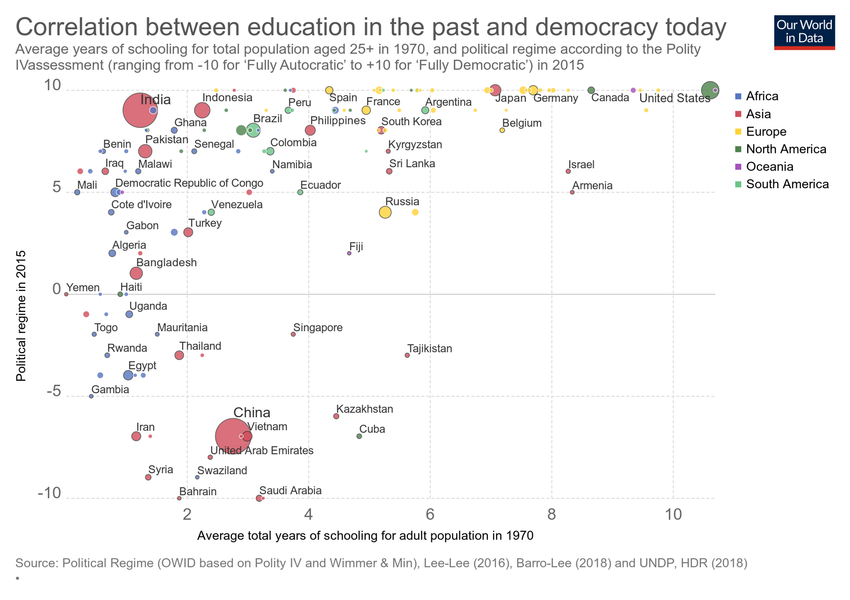 Correlation between education in the past and democracy today
Our World
in Data
Average years of schooling for total population aged 25+ in 1970, and political regime according to the Polity
IVassessment (ranging from -10 for ‘Fully Autocratic’ to +10 for ‘Fully Democratic’) in 2015
10
India
Indonesia
Peru
Spain
France
Argentina
Japan
Germany
Canada
United States
Ghana
Brazil
Philippines
South Korea
Belgium
Benin
Pakistan
Senegal
Colombia
Kyrgyzstan
Iraq
Malawi
Namibia
Sri Lanka
Israel
5
Mali
Democratic Republic of Congo
Ecuador
Armenia
Cote d'Ivoire
Venezuela
Russia
Gabon
Turkey
Algeria
Fiji
Bangladesh
0
Yemen
Haiti
Uganda
Togo
Mauritania
Singapore
Rwanda
Thailand
Tajikistan
Egypt
-5
Gambia
China
Kazakhstan
Iran
Vietnam
Cuba
United Arab Emirates
Syria
Swaziland
-10
Bahrain
Saudi Arabia
2
4
6
8
10
Political regime in 2015
Average total years of schooling for adult population in 1970
Africa
Asia
Europe
North America
Oceania
South America
Source: Political Regime (OWID based on Polity IV and Wimmer & Min), Lee-Lee (2016), Barro-Lee (2018) and UNDP, HDR (2018)
•